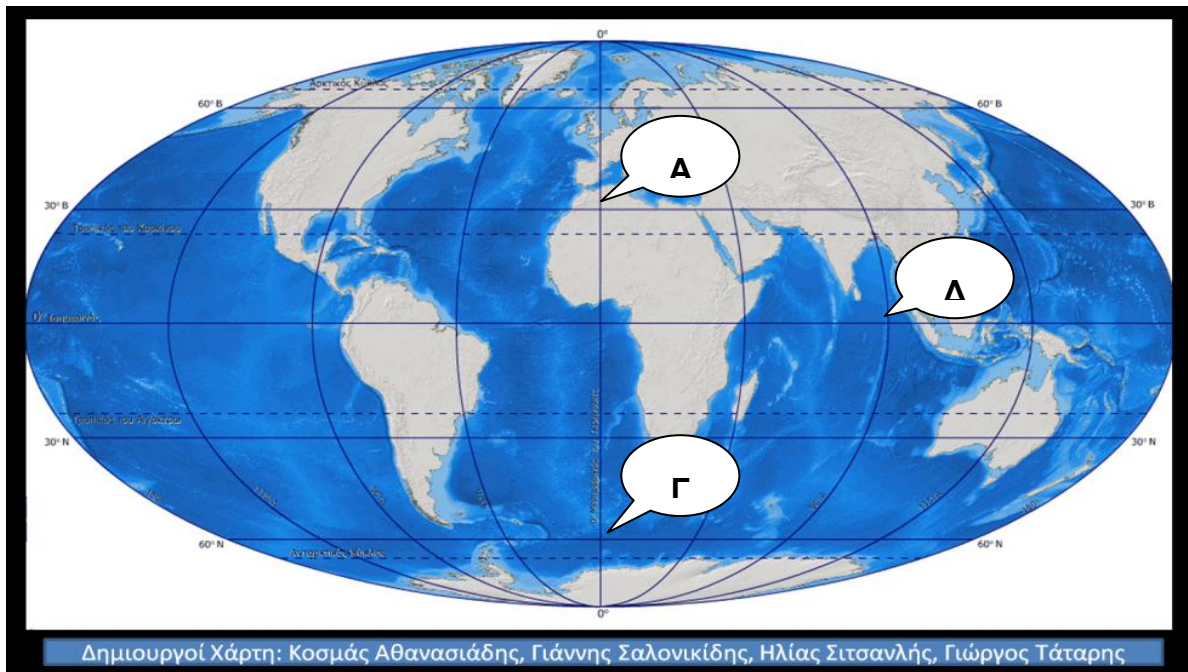 0°
Αρκτικός Κύκλος
60° Β
60° Β
Α
30° Β
30° Β
Τροπικός του Καρκίνου
Δ
0° Ισημερινός
Τροπικός του Αιγόκερω
30° Ν
30° Ν
Γ
60° Ν
60° Ν
Ανταρκτικός Κύκλος
0°
Δημιουργοί Χάρτη: Κοσμάς Αθανασιάδης, Γιάννης Σαλονικίδης, Ηλίας Σιτσανλής, Γιώργος Τάταρης